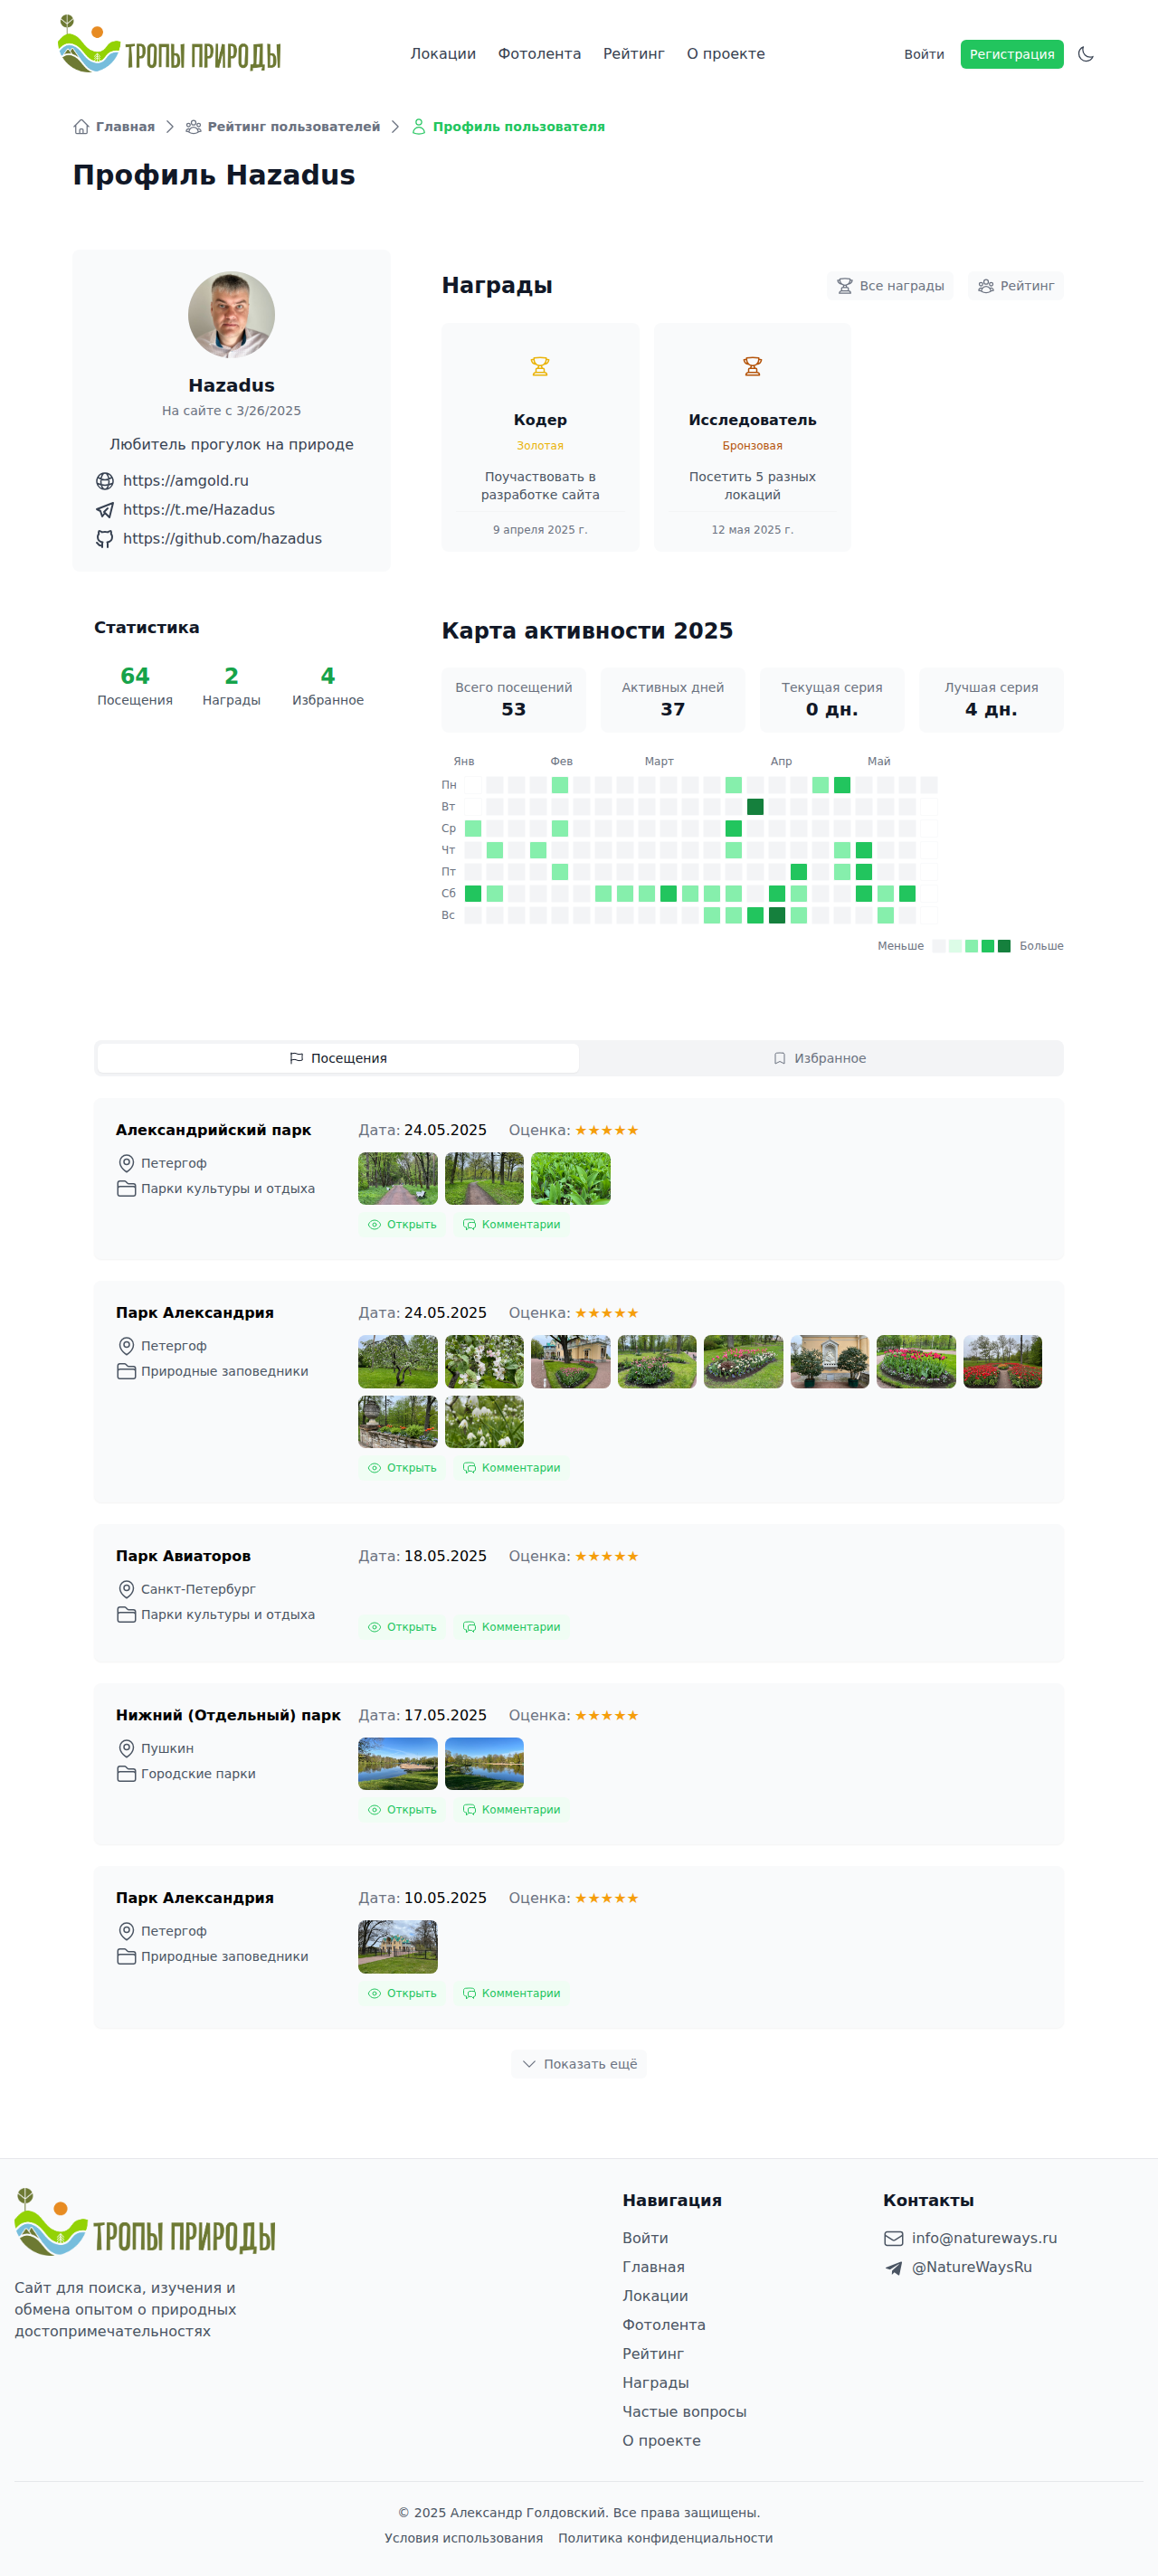 ТРОПЫ ПРИРОДЫ
Локации Фотолента Рейтинг О проекте
Войти Регистрация
Главная Рейтинг пользователей Профиль пользователя
Профиль Hazadus
Hazadus
На сайте с 3/26/2025
Любитель прогулок на природе
https://amgold.ru
https://t.me/Hazadus
https://github.com/hazadus
Награды
Все награды Рейтинг
Кодер
Золотая
Поучаствовать в
разработке сайта
9 апреля 2025 г.
Исследователь
Бронзовая
Посетить 5 разных
локаций
12 мая 2025 г.
Статистика
64 2 4
Посещения Награды Избранное
Карта активности 2025
Всего посещений Активных дней Текущая серия Лучшая серия
53 37 0 дн. 4 дн.
Янв Фев Март Апр Май
Пн
Вт
Ср
Чт
Пт
Сб
Вс
Меньше Больше
Посещения Избранное
Александрийский парк Дата: 24.05.2025 Оценка: ★★★★★
Петергоф
Парки культуры и отдыха
Открыть Комментарии
Парк Александрия Дата: 24.05.2025 Оценка: ★★★★★
Петергоф
Природные заповедники
Открыть Комментарии
Парк Авиаторов Дата: 18.05.2025 Оценка: ★★★★★
Санкт-Петербург
Парки культуры и отдыха
Открыть Комментарии
Нижний (Отдельный) парк Дата: 17.05.2025 Оценка: ★★★★★
Пушкин
Городские парки
Открыть Комментарии
Парк Александрия Дата: 10.05.2025 Оценка: ★★★★★
Петергоф
Природные заповедники
Открыть Комментарии
Показать ещё
ТРОПЫ ПРИРОДЫ
Сайт для поиска, изучения и
обмена опытом о природных
достопримечательностях
Навигация
Войти
Главная
Локации
Фотолента
Рейтинг
Награды
Частые вопросы
О проекте
Контакты
info@natureways.ru
@NatureWaysRu
© 2025 Александр Голдовский. Все права защищены.
Условия использования Политика конфиденциальности